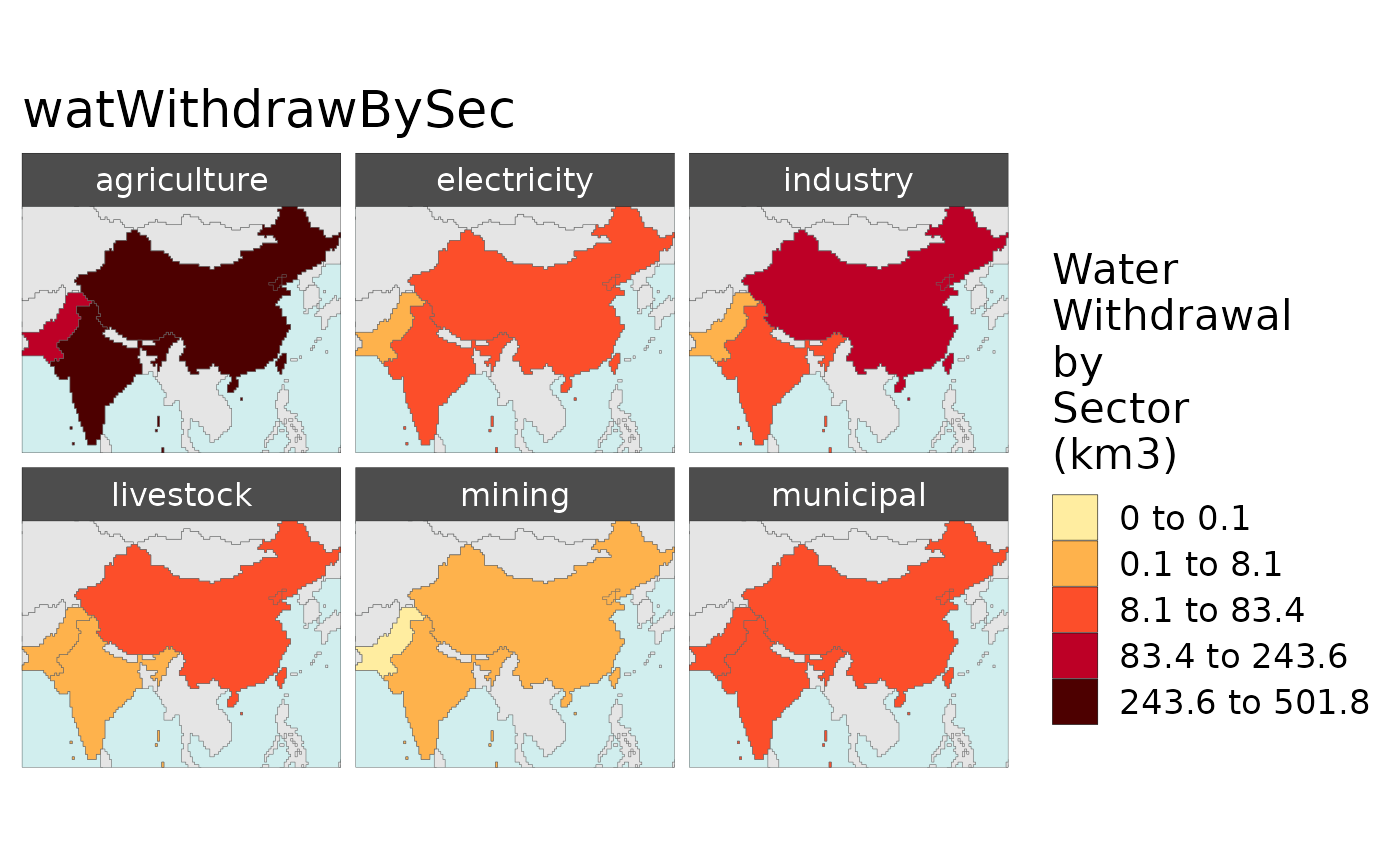 watWithdrawBySec
agriculture
electricity
industry
livestock
mining
municipal
Water
Withdrawal
by
Sector
(km3)
0 to 0.1
0.1 to 8.1
8.1 to 83.4
83.4 to 243.6
243.6 to 501.8